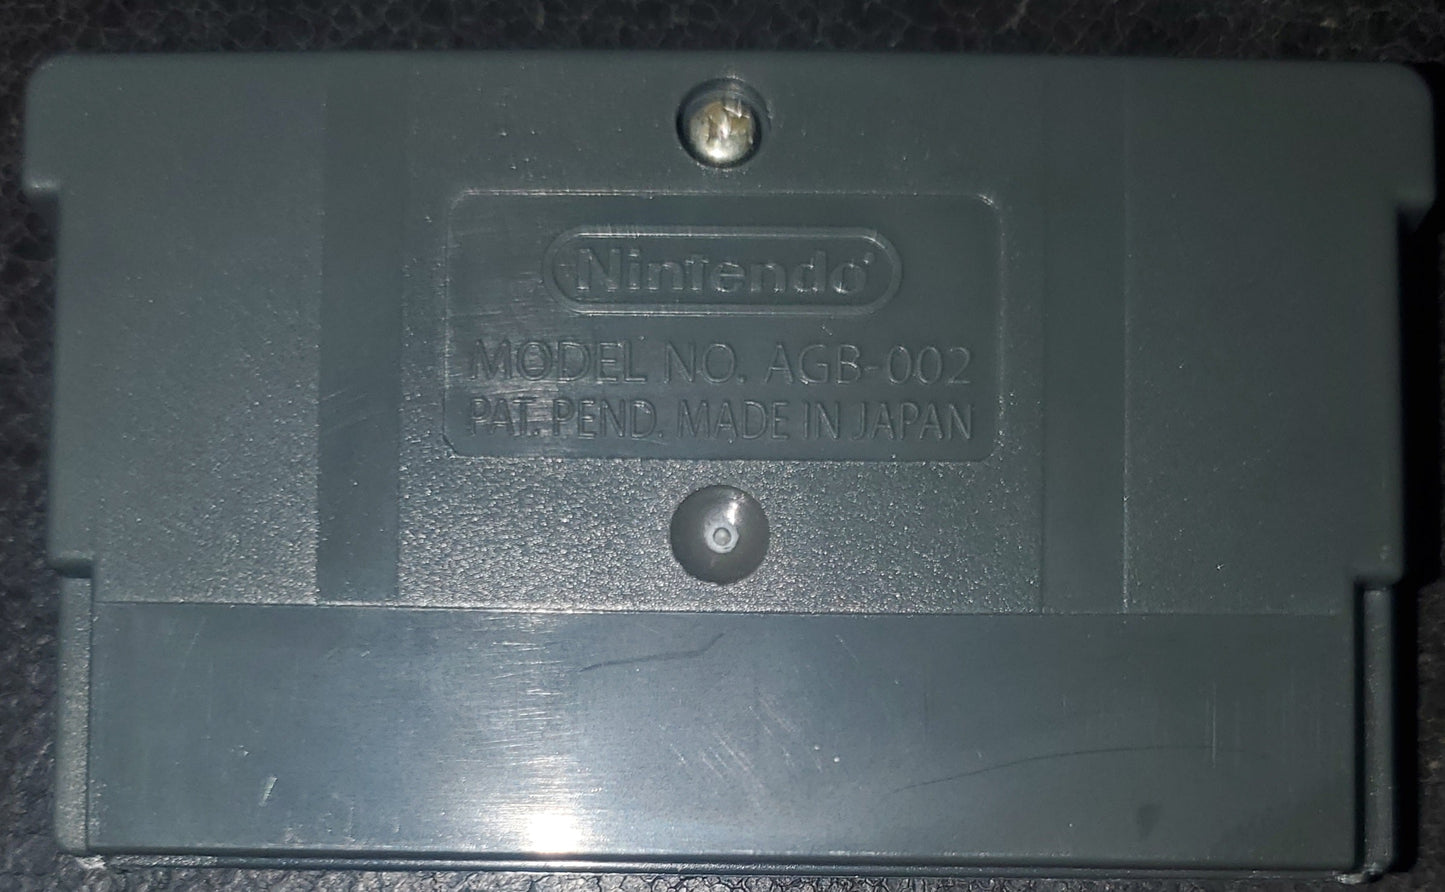 Nintendo
MODEL NO. AGB-002
PAT. PEND. MADE IN JAPAN